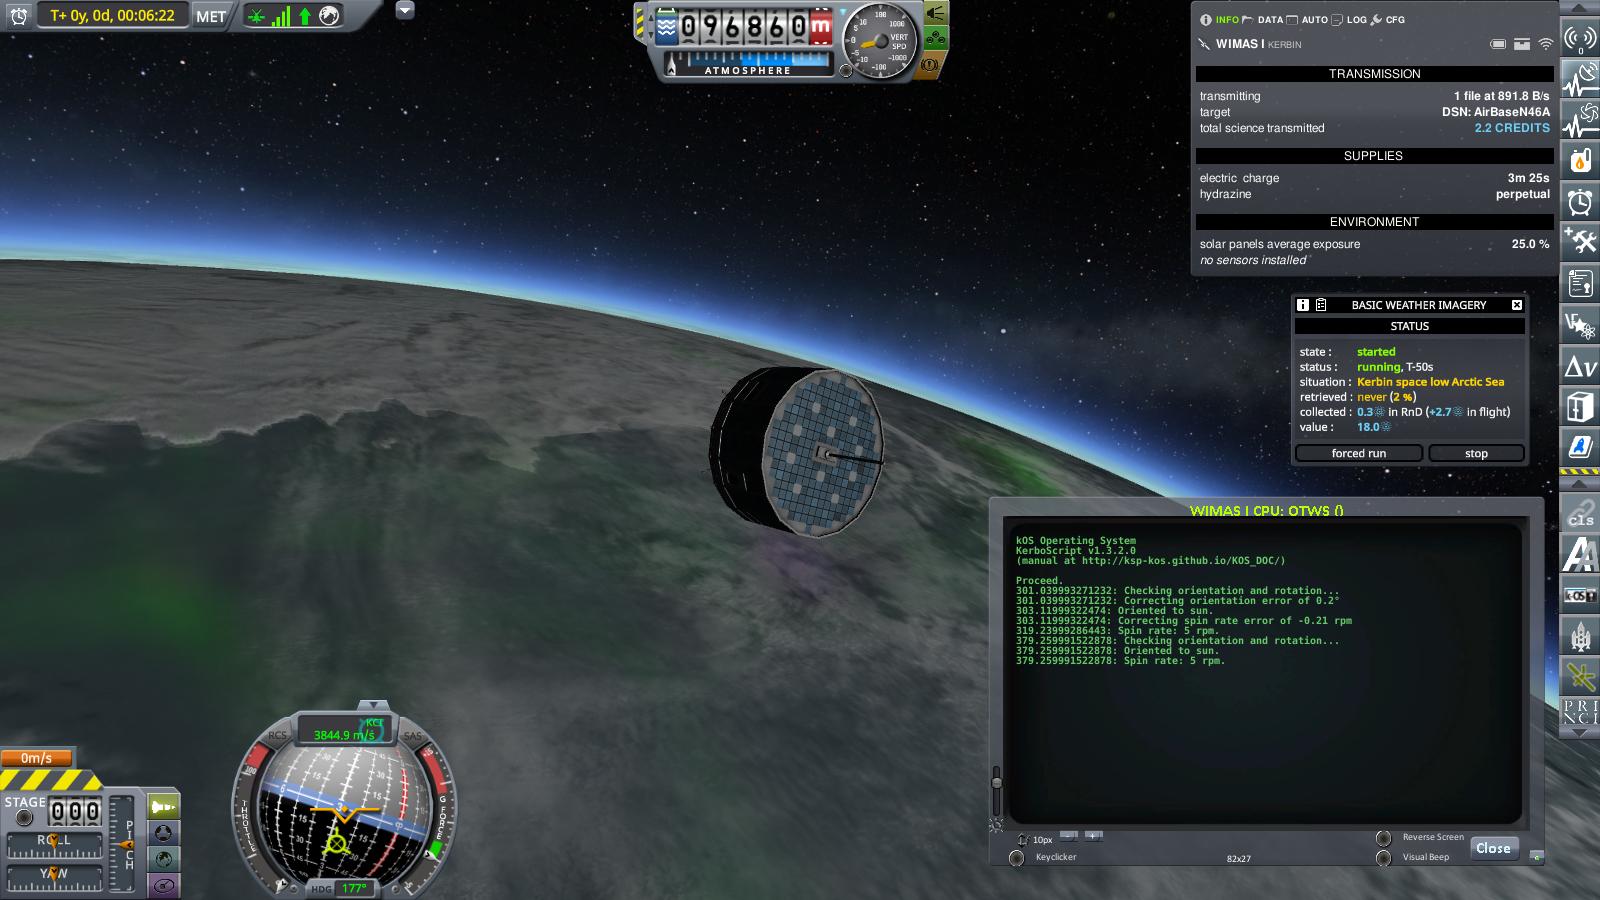 T+ 0y, 0d, 00:06:22 MET
096860 m
ATMOSPHERE
VERT
SPD
INFO DATA AUTO LOG CFG
WIMAS I KERBIN
TRANSMISSION
transmitting 1 file at 891.8 B/s
target DSN: AirBaseN46A
total science transmitted 2.2 CREDITS
SUPPLIES
electric charge 3m 25s
hydrazine perpetual
ENVIRONMENT
solar panels average exposure 25.0 %
no sensors installed
BASIC WEATHER IMAGERY
STATUS
state : started
status : running, T-50s
situation : Kerbin space low Arctic Sea
retrieved : never (2 %)
collected : 0.3 in RnD (+2.7 in flight)
value : 18.0
forced run stop
WIMAS I CPU: OTWS ()
kOS Operating System
KerboScript v1.3.2.0
(manual at http://ksp-kos.github.io/KOS_DOC/)
Proceed.
301.039993271232: Checking orientation and rotation...
301.039993271232: Correcting orientation error of 0.2°
303.11999322474: Oriented to sun.
303.11999322474: Correcting spin rate error of -0.21 rpm
319.23999286443: Spin rate: 5 rpm.
379.259991522878: Checking orientation and rotation...
379.259991522878: Oriented to sun.
379.259991522878: Spin rate: 5 rpm.
10px - +
Keyclicker
82x27
Reverse Screen
Visual Beep
Close
0m/s
STAGE 000
ROLL
YAW
PITCH
RCS
KCI
3844.9 m/s
SAS
THROTTLE
G FORCE
HDG 177°
Δv
cls
kOS
PRI
NCI